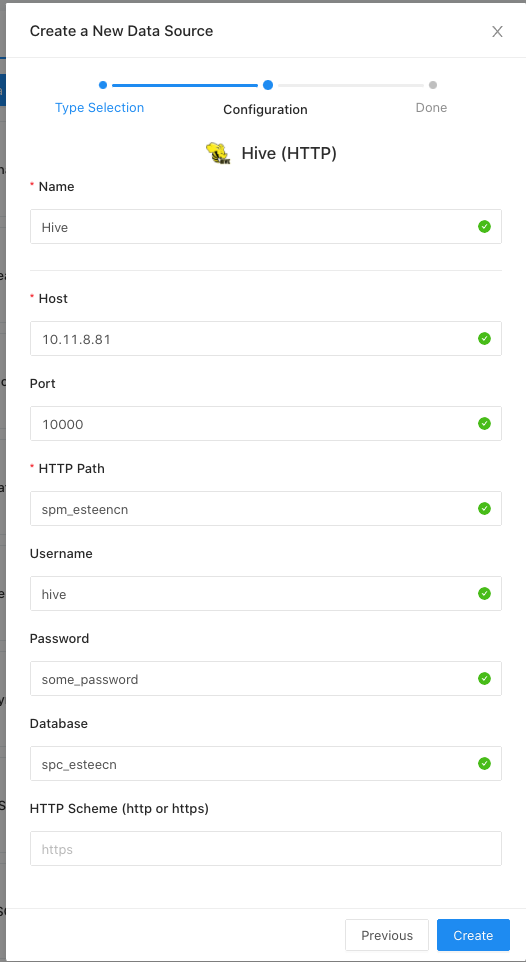 Create a New Data Source
Type Selection
Configuration
Done
Hive (HTTP)
* Name
Hive
* Host
10.11.8.81
Port
10000
* HTTP Path
spm_esteencn
Username
hive
Password
some_password
Database
spc_esteecn
HTTP Scheme (http or https)
https
Previous
Create